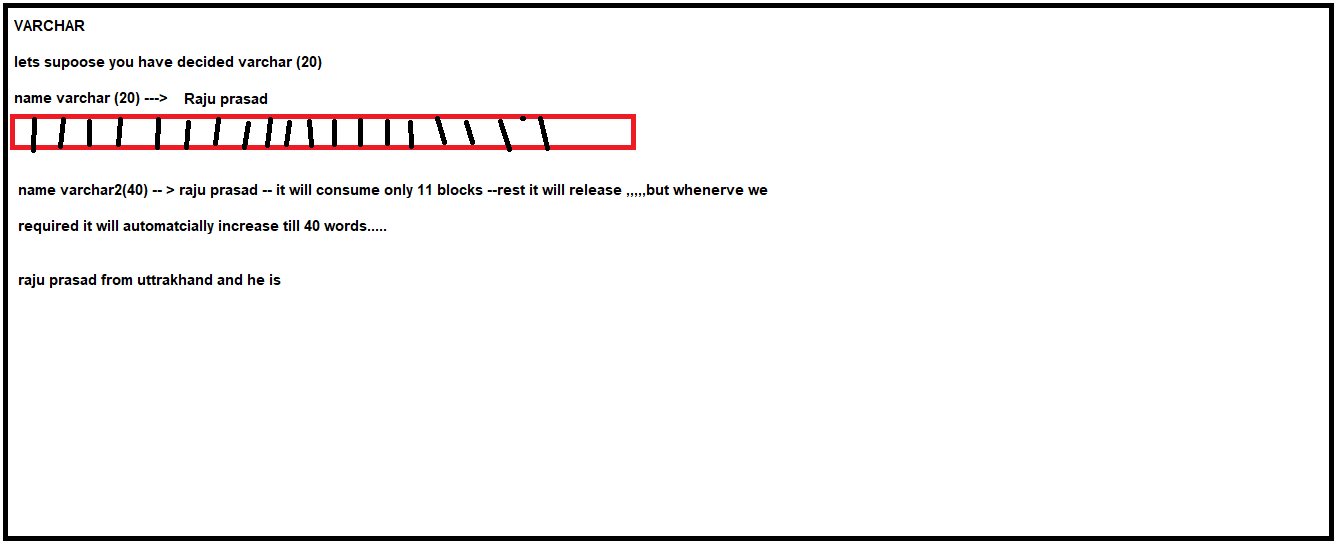 VARCHAR
lets supoose you have decided varchar (20)
name varchar (20) ---> Raju prasad
name varchar2(40) -- > raju prasad -- it will consume only 11 blocks --rest it will release ,,,,,but whenerve we
required it will automatcially increase till 40 words.....
raju prasad from uttrakhand and he is